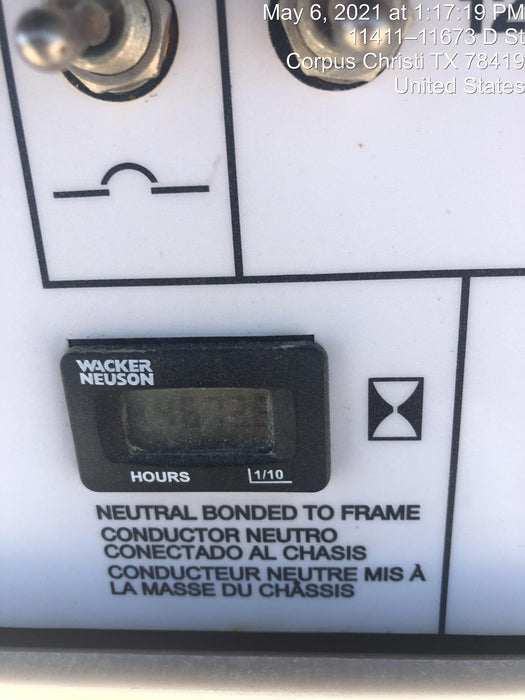 May 6, 2021 at 1:17:19 PM
11411–11673 D St
Corpus Christi TX 78419
United States
WACKER
NEUSON
HOURS
1/10
NEUTRAL BONDED TO FRAME
CONDUCTOR NEUTRO
CONECTADO AL CHASIS
CONDUCTEUR NEUTRE MIS À
LA MASSE DU CHÂSSIS